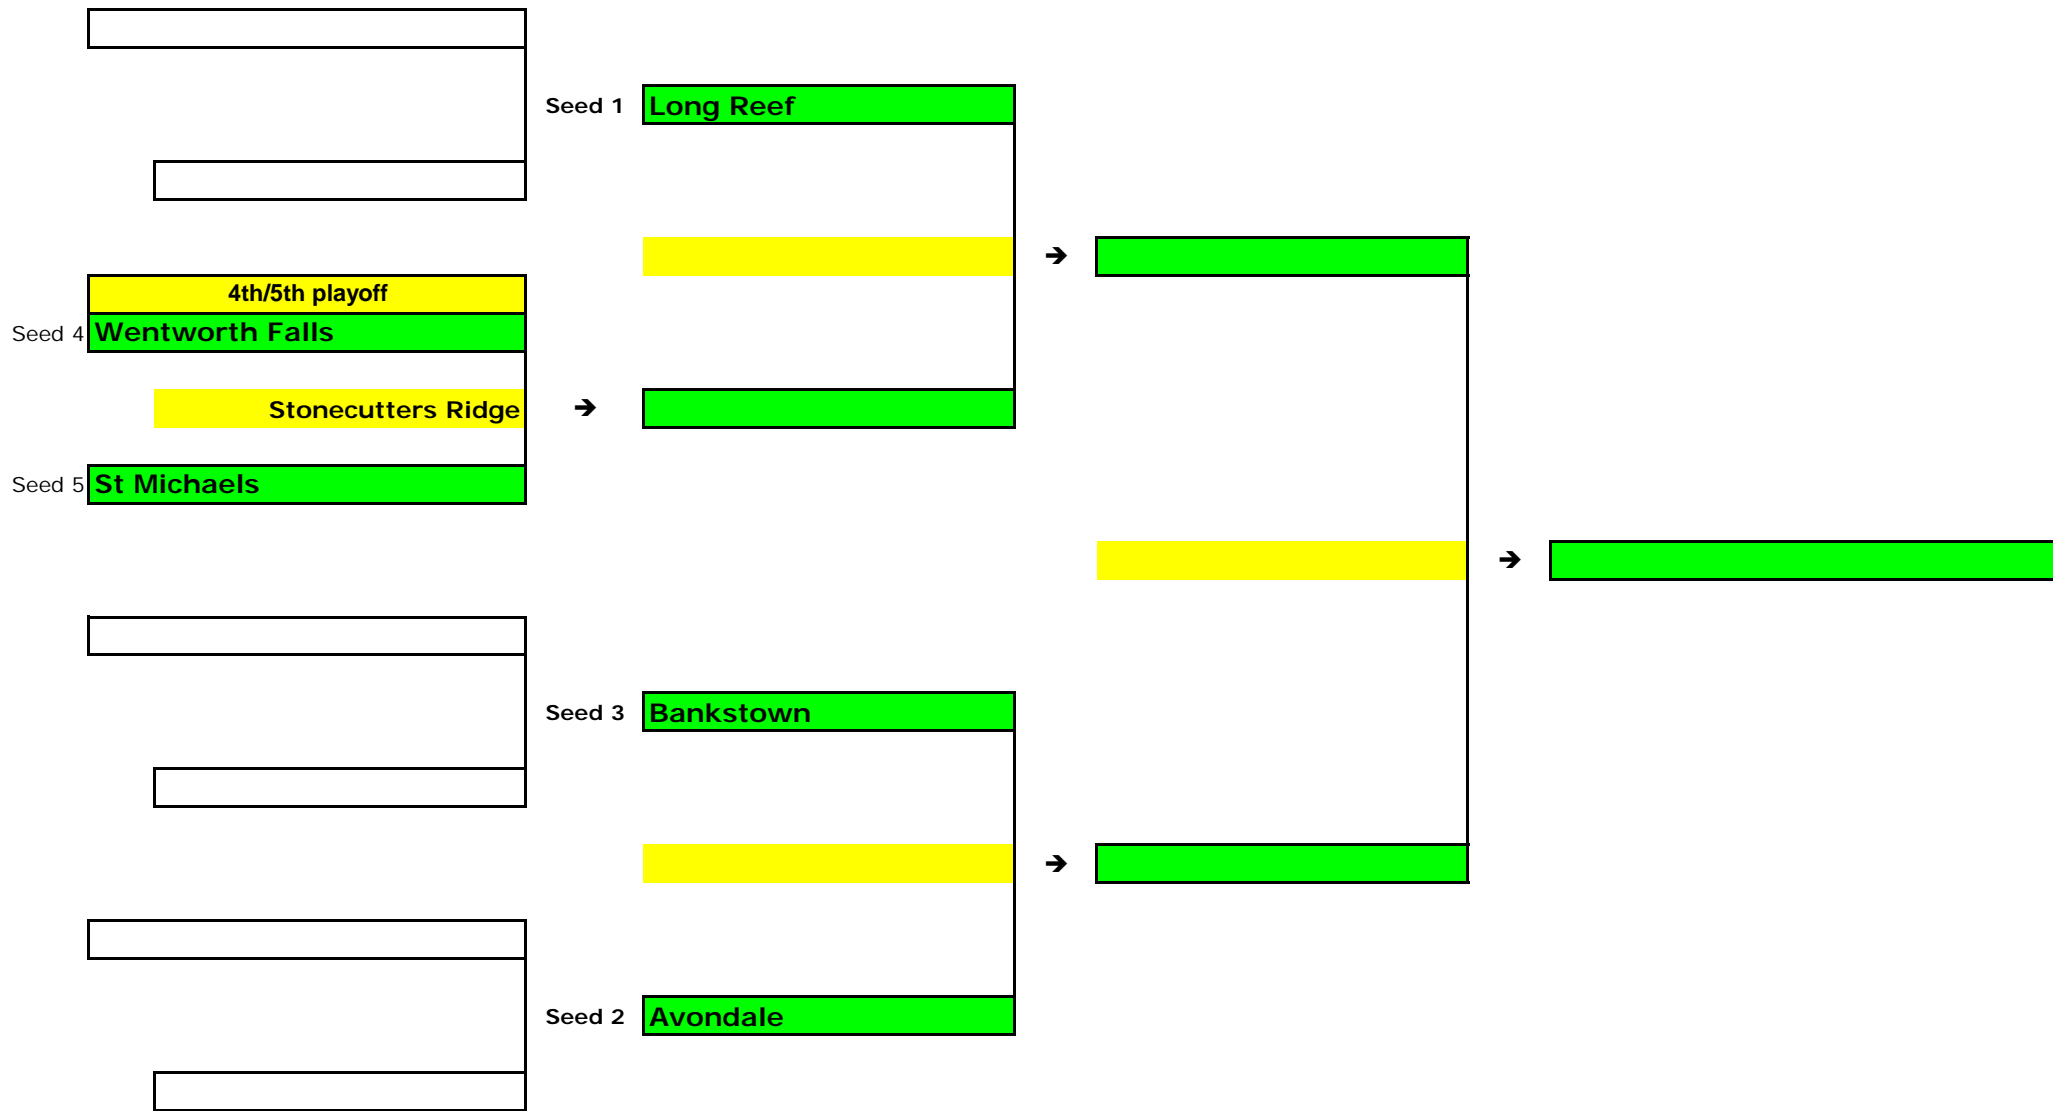 Seed 1 Long Reef
➔
4th/5th playoff
Seed 4 Wentworth Falls
Stonecutters Ridge ➔
Seed 5 St Michaels
➔
Seed 3 Bankstown
➔
Seed 2 Avondale